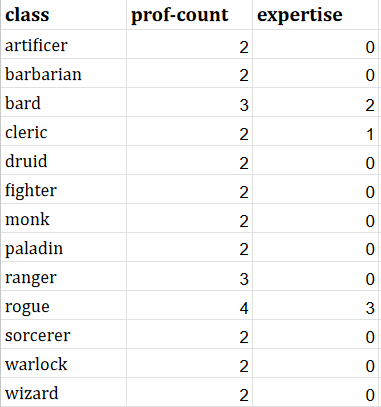 class prof-count expertise
artificer 2 0
barbarian 2 0
bard 3 2
cleric 2 1
druid 2 0
fighter 2 0
monk 2 0
paladin 2 0
ranger 3 0
rogue 4 3
sorcerer 2 0
warlock 2 0
wizard 2 0